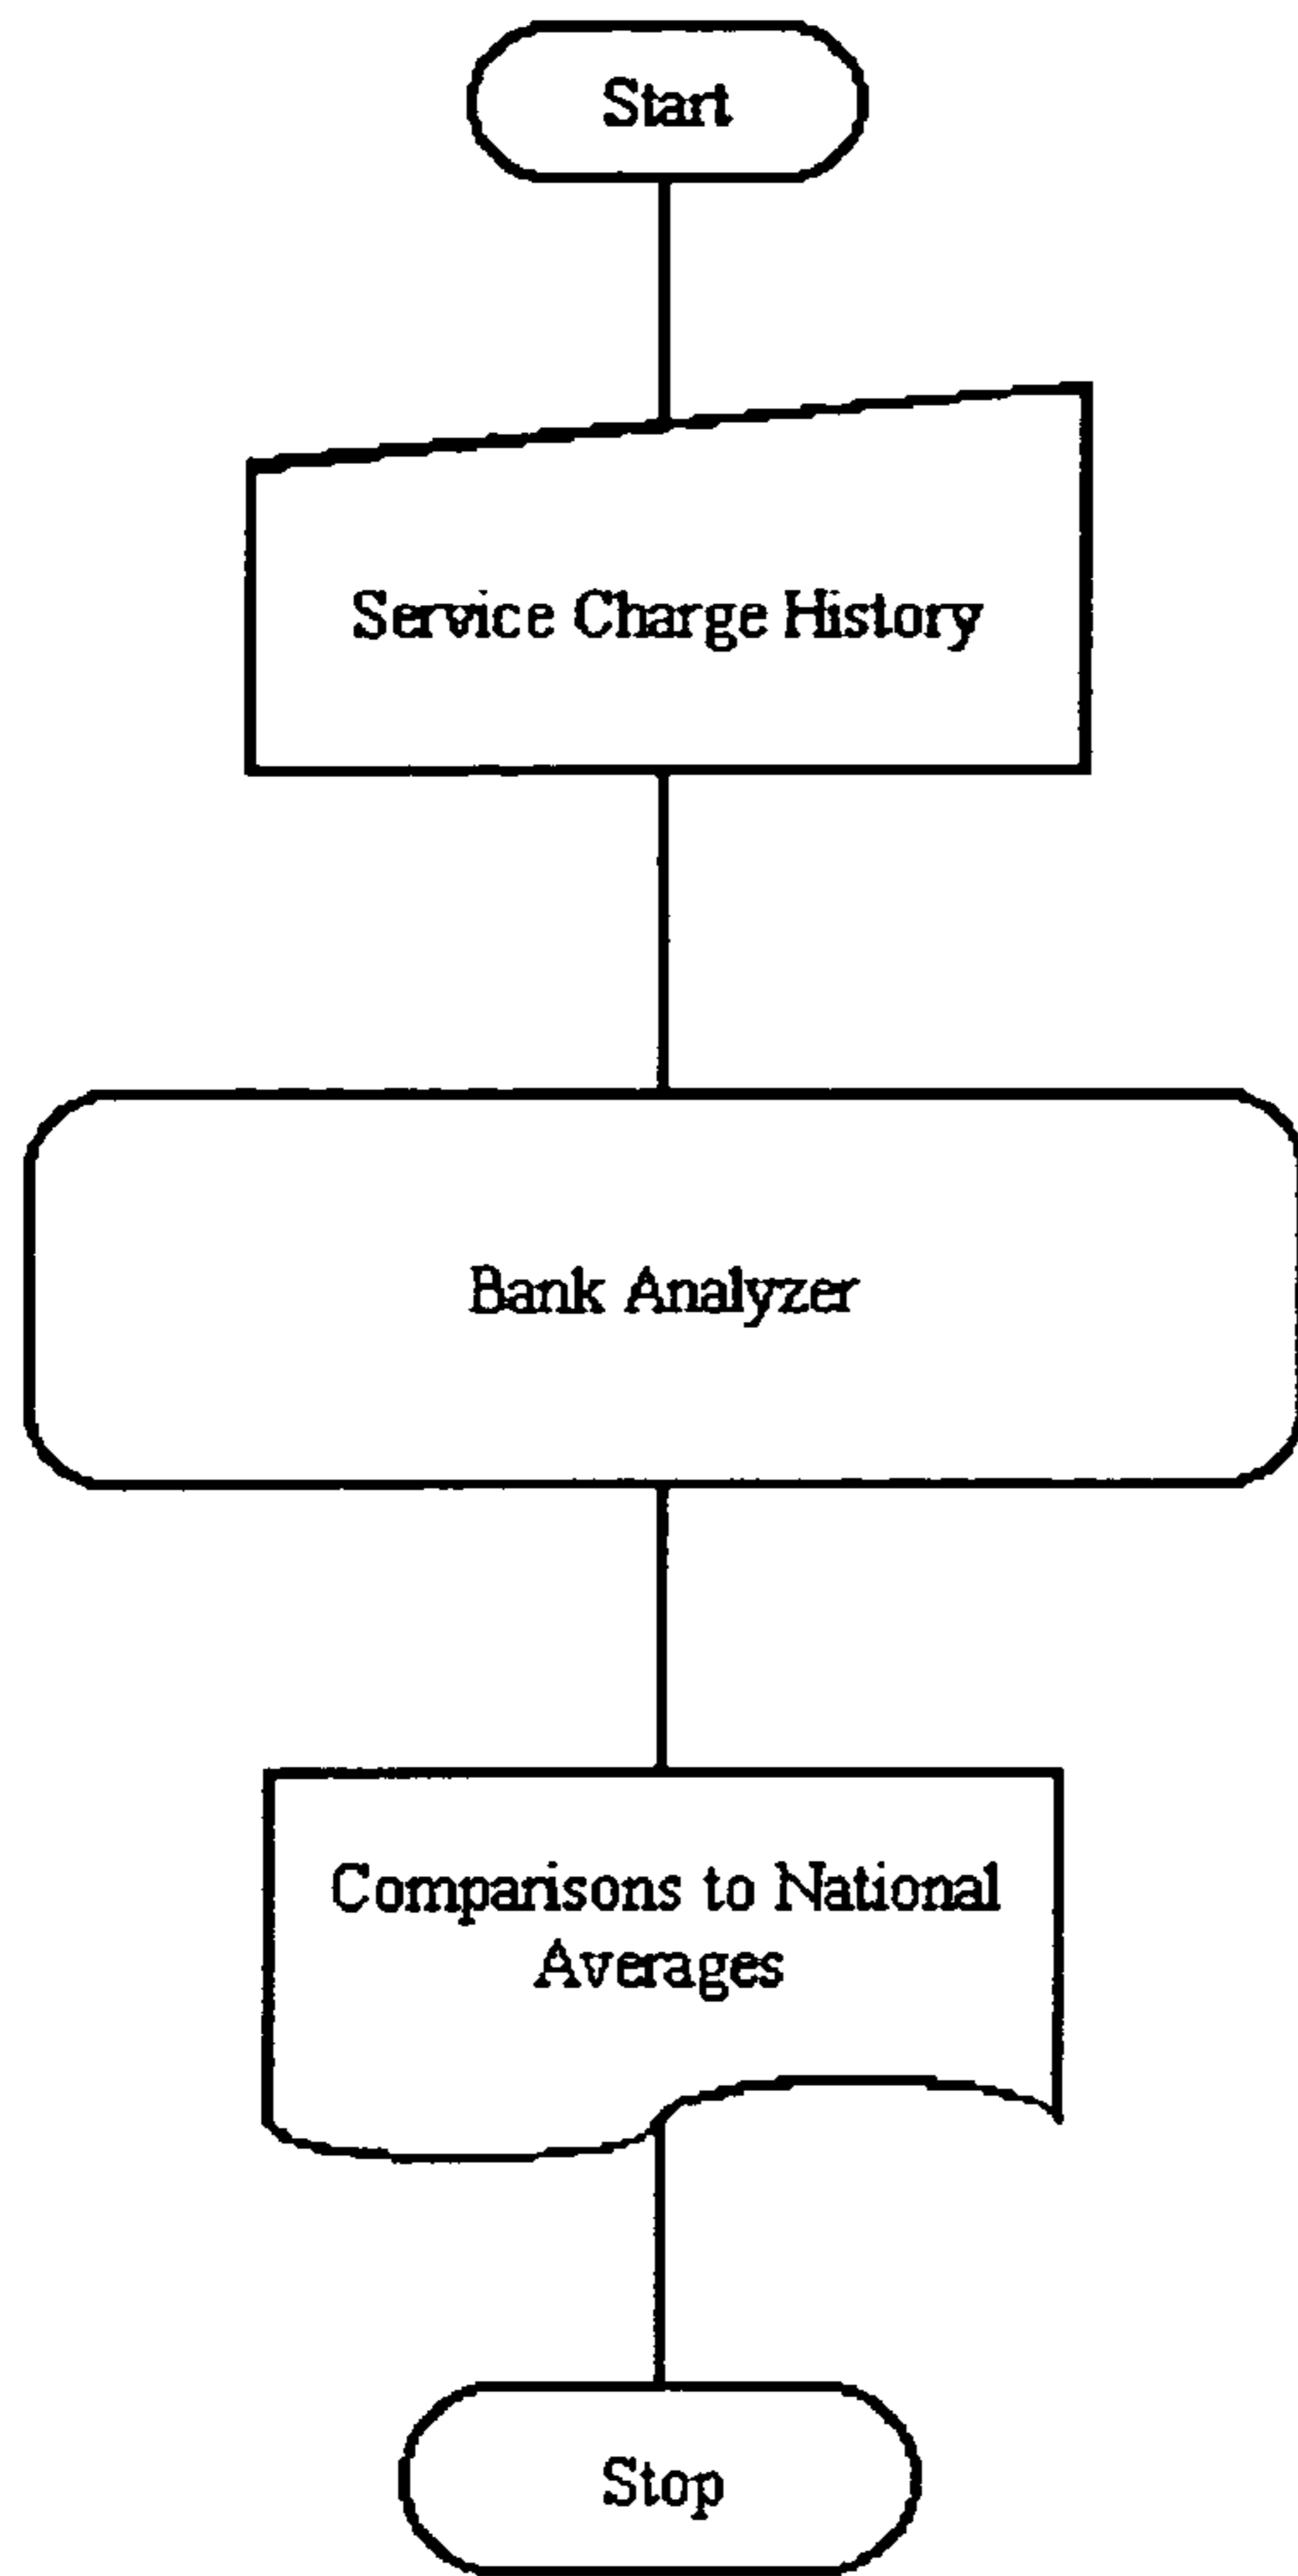 Start
Service Charge History
Bank Analyzer
Comparisons to National
Averages
Stop